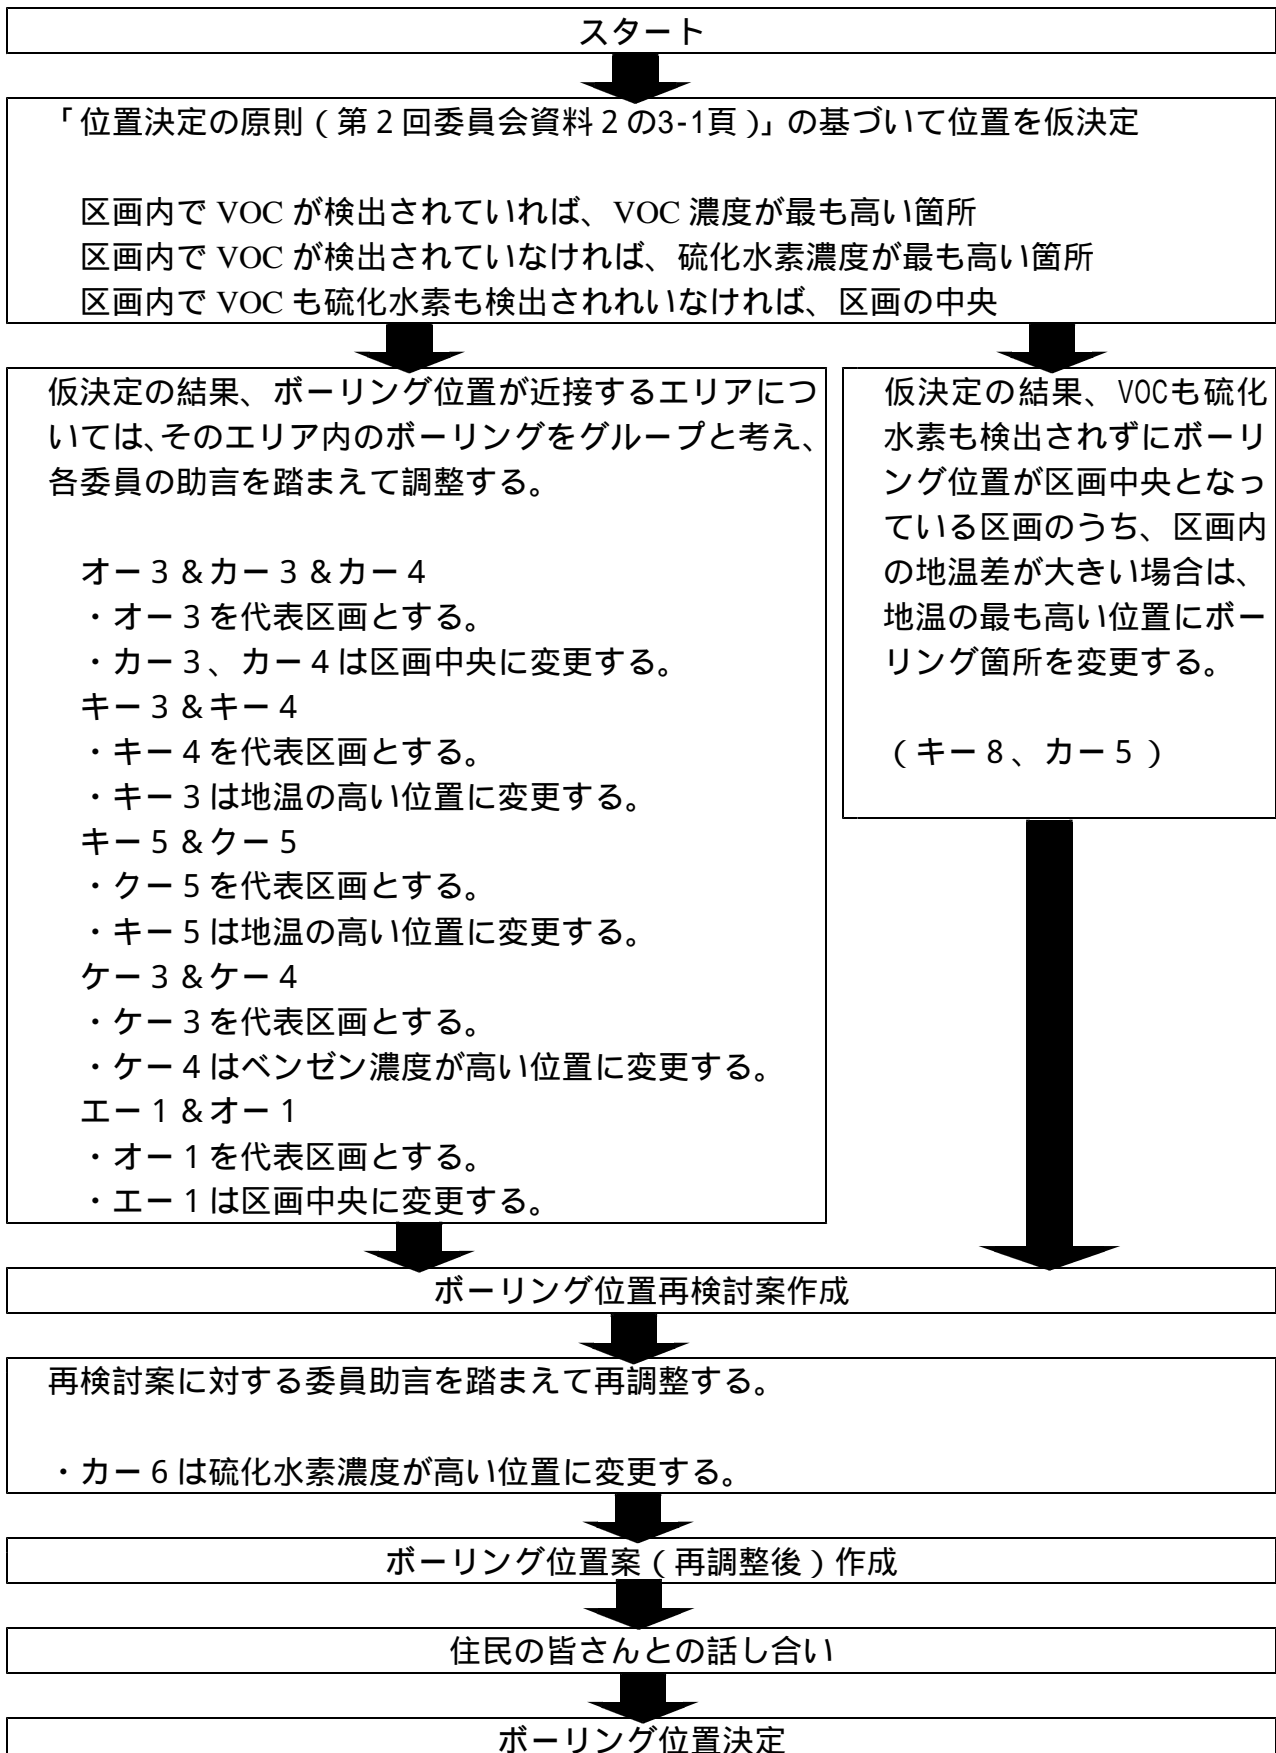 スタート
「位置決定の原則(第2回委員会資料2の3-1頁)」の基づいて位置を仮決定
区画内で VOC が検出されていれば、VOC 濃度が最も高い箇所
区画内で VOC が検出されていなければ、硫化水素濃度が最も高い箇所
区画内で VOC も硫化水素も検出されれいなければ、区画の中央
仮決定の結果、ボーリング位置が近接するエリアにつ
いては、そのエリア内のボーリングをグループと考え、
各委員の助言を踏まえて調整する。
オー3&カー3&カー4
・オー3を代表区画とする。
・カー3、カー4は区画中央に変更する。
キー3&キー4
・キー4を代表区画とする。
・キー3は地温の高い位置に変更する。
キー5&クー5
・クー5を代表区画とする。
・キー5は地温の高い位置に変更する。
ケー3&ケー4
・ケー3を代表区画とする。
・ケー4はベンゼン濃度が高い位置に変更する。
エー1&オー1
・オー1を代表区画とする。
・エー1は区画中央に変更する。
仮決定の結果、VOCも硫化
水素も検出されずにボーリ
ング位置が区画中央となっ
ている区画のうち、区画内
の地温差が大きい場合は、
地温の最も高い位置にボー
リング箇所を変更する。
(キー8、カー5)
ボーリング位置再検討案作成
再検討案に対する委員助言を踏まえて再調整する。
・カー6は硫化水素濃度が高い位置に変更する。
ボーリング位置案(再調整後)作成
住民の皆さんとの話し合い
ボーリング位置決定